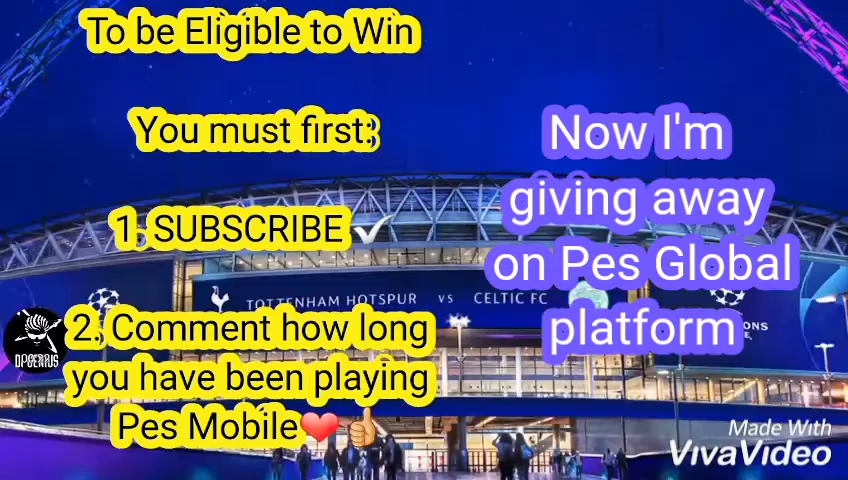 To be Eligible to Win
You must first:
1. SUBSCRIBE ✔
2. Comment how long
you have been playing
Pes Mobile❤👍
Now I'm
giving away
on Pes Global
platform
TOTTENHAM HOTSPUR VS CELTIC FC
Made With
VivaVideo